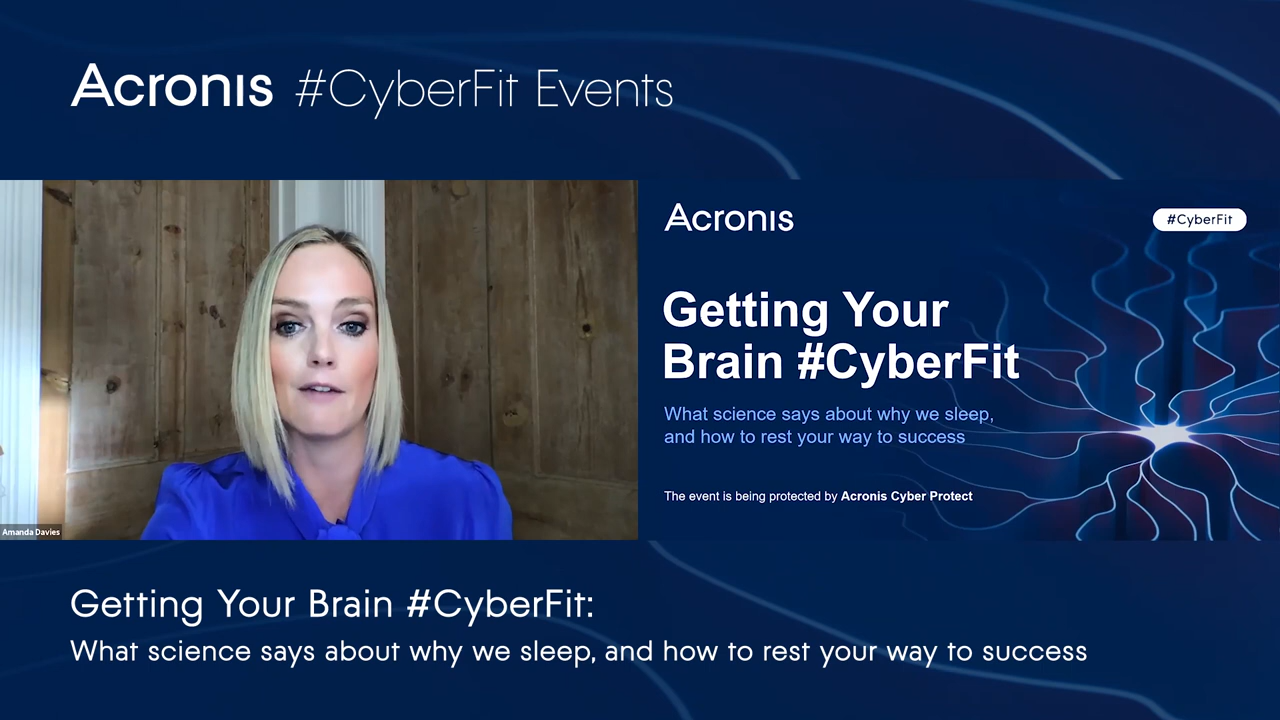 Acronis #CyberFit Events
Acronis
#CyberFit
Getting Your
Brain #CyberFit
What science says about why we sleep,
and how to rest your way to success
The event is being protected by Acronis Cyber Protect
Amanda Davies
Getting Your Brain #CyberFit:
What science says about why we sleep, and how to rest your way to success